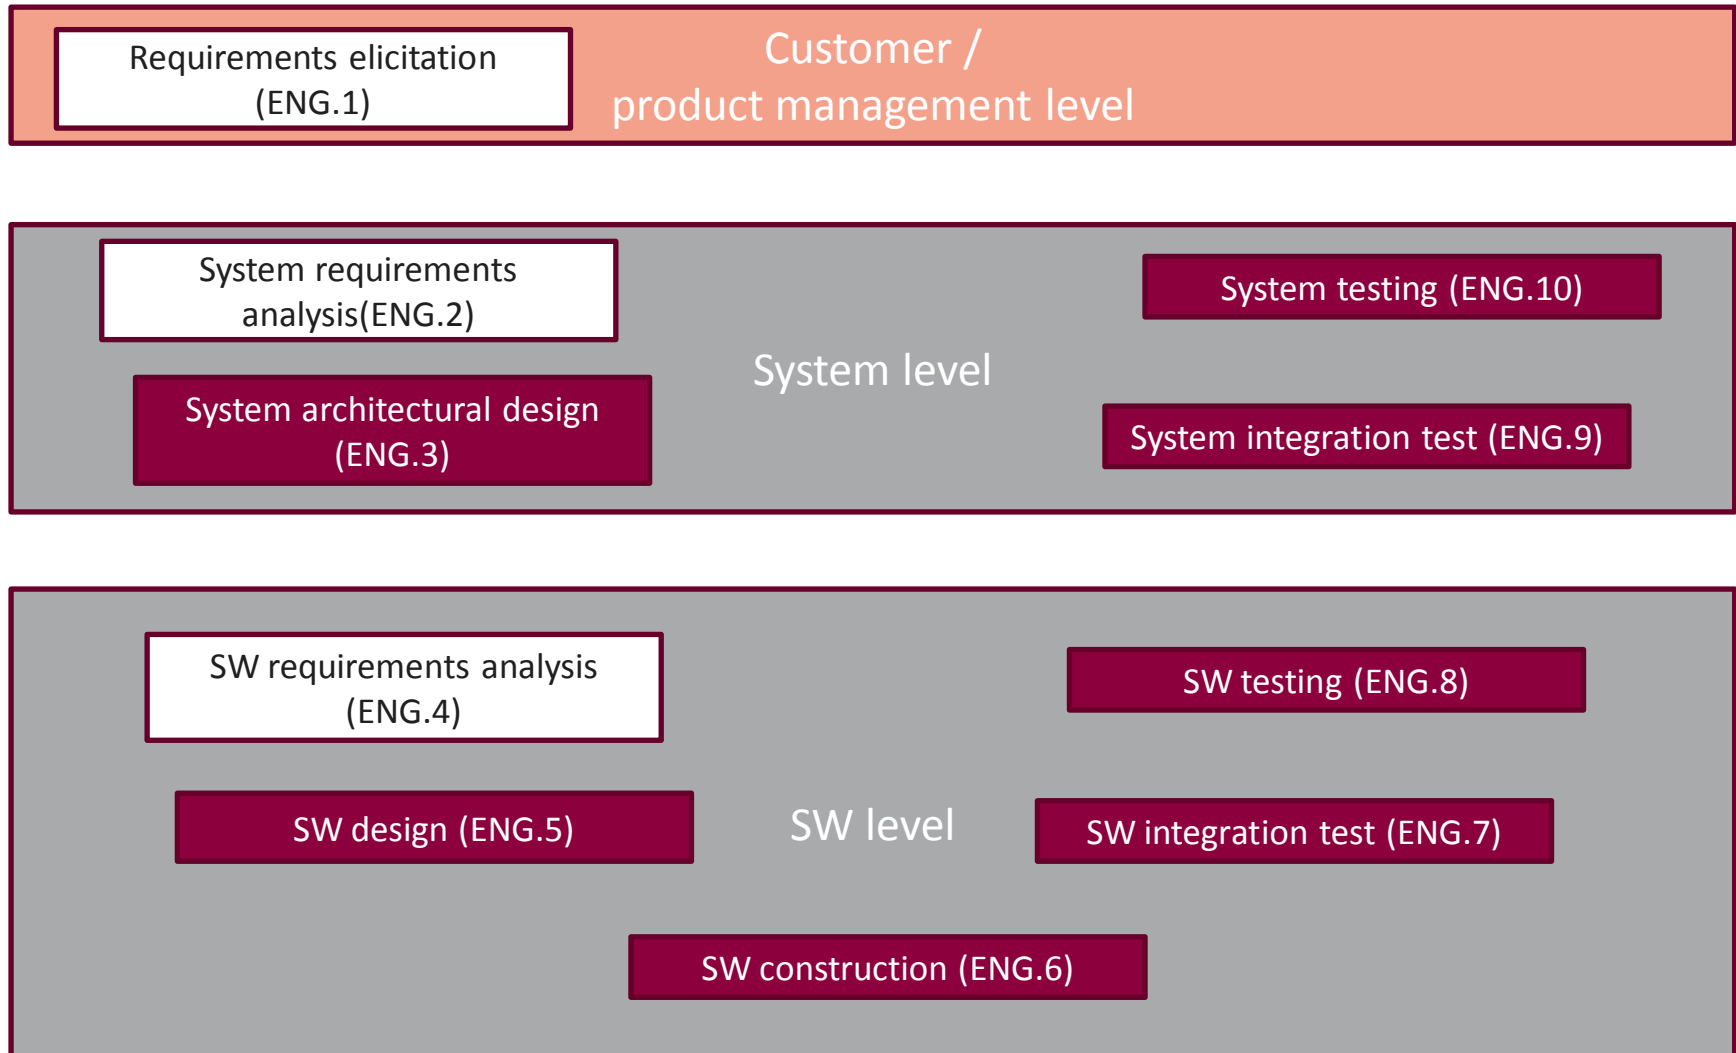 Requirements elicitation
(ENG.1)
Customer /
product management level
System requirements
analysis(ENG.2)
System testing (ENG.10)
System level
System architectural design
(ENG.3)
System integration test (ENG.9)
SW requirements analysis
(ENG.4)
SW testing (ENG.8)
SW design (ENG.5)
SW level
SW integration test (ENG.7)
SW construction (ENG.6)